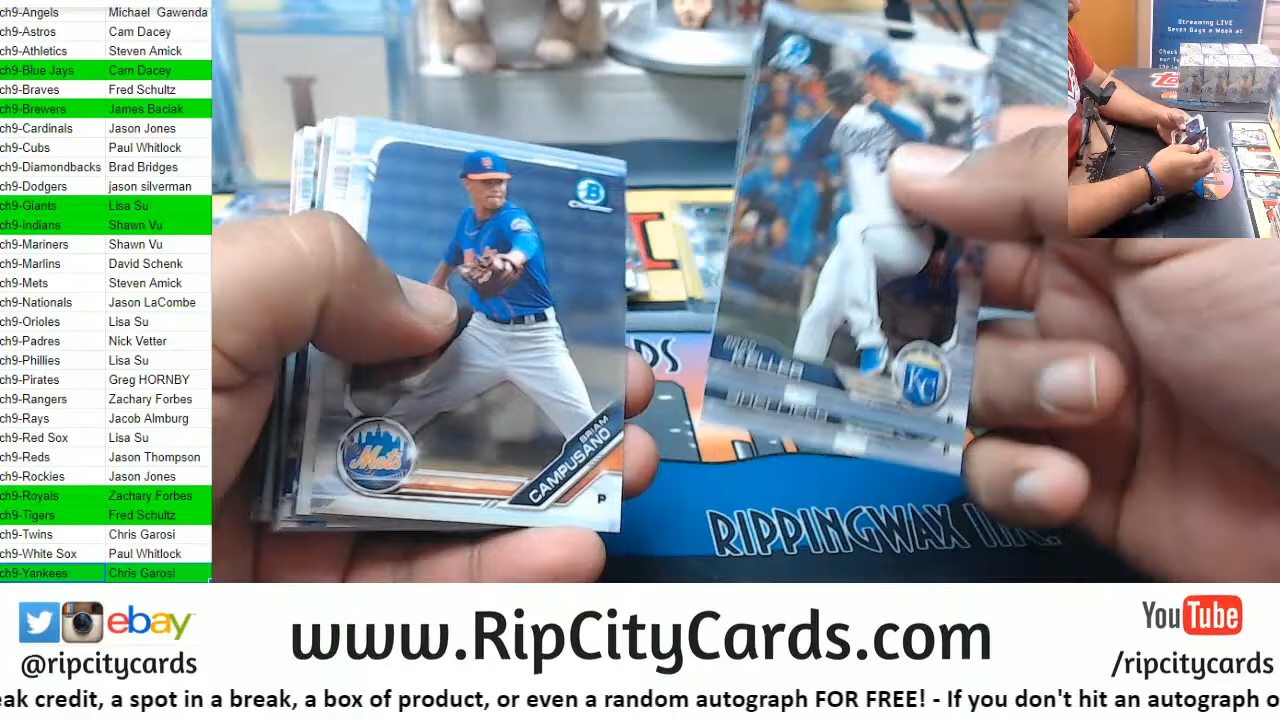 ch9-Angels Michael Gawenda
ch9-Astros Cam Dacey
ch9-Athletics Steven Amick
ch9-Blue Jays Cam Dacey
ch9-Braves Fred Schultz
ch9-Brewers James Baciak
ch9-Cardinals Jason Jones
ch9-Cubs Paul Whitlock
ch9-Diamondbacks Brad Bridges
ch9-Dodgers jason silverman
ch9-Giants Lisa Su
ch9-Indians Shawn Vu
ch9-Mariners Shawn Vu
ch9-Marlins David Schenk
ch9-Mets Steven Amick
ch9-Nationals Jason LaCombe
ch9-Orioles Lisa Su
ch9-Padres Nick Vetter
ch9-Phillies Lisa Su
ch9-Pirates Greg HORNBY
ch9-Rangers Zachary Forbes
ch9-Rays Jacob Almburg
ch9-Red Sox Lisa Su
ch9-Reds Jason Thompson
ch9-Rockies Jason Jones
ch9-Royals Zachary Forbes
ch9-Tigers Fred Schultz
ch9-Twins Chris Garosi
ch9-White Sox Paul Whitlock
ch9-Yankees Chris Garosi
Streaming LIVE
Seven Days a Week at
B
Mets
BRIAM
CAMPUSANO
P
KELLER
KC
RDS
RIPPINGWAX
ebay
@ripcitycards
www.RipCityCards.com
YouTube
/ripcitycards
eak credit, a spot in a break, a box of product, or even a random autograph FOR FREE! - If you don't hit an autograph o